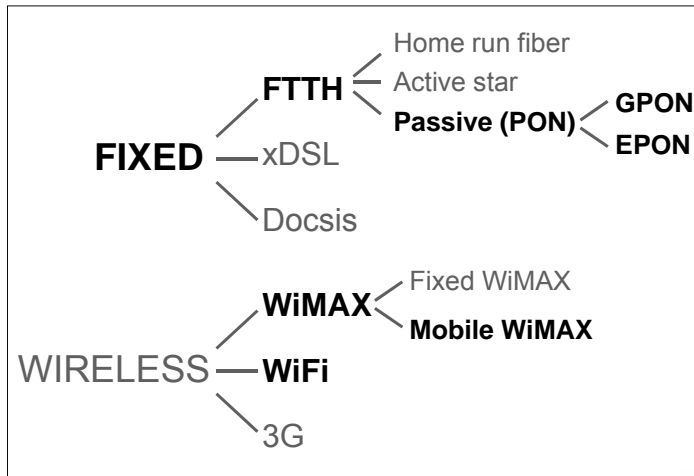 Home run fiber
FTTH
Active star
GPON
Passive (PON)
EPON
FIXED
xDSL
Docsis
Fixed WiMAX
WiMAX
Mobile WiMAX
WIRELESS
WiFi
3G